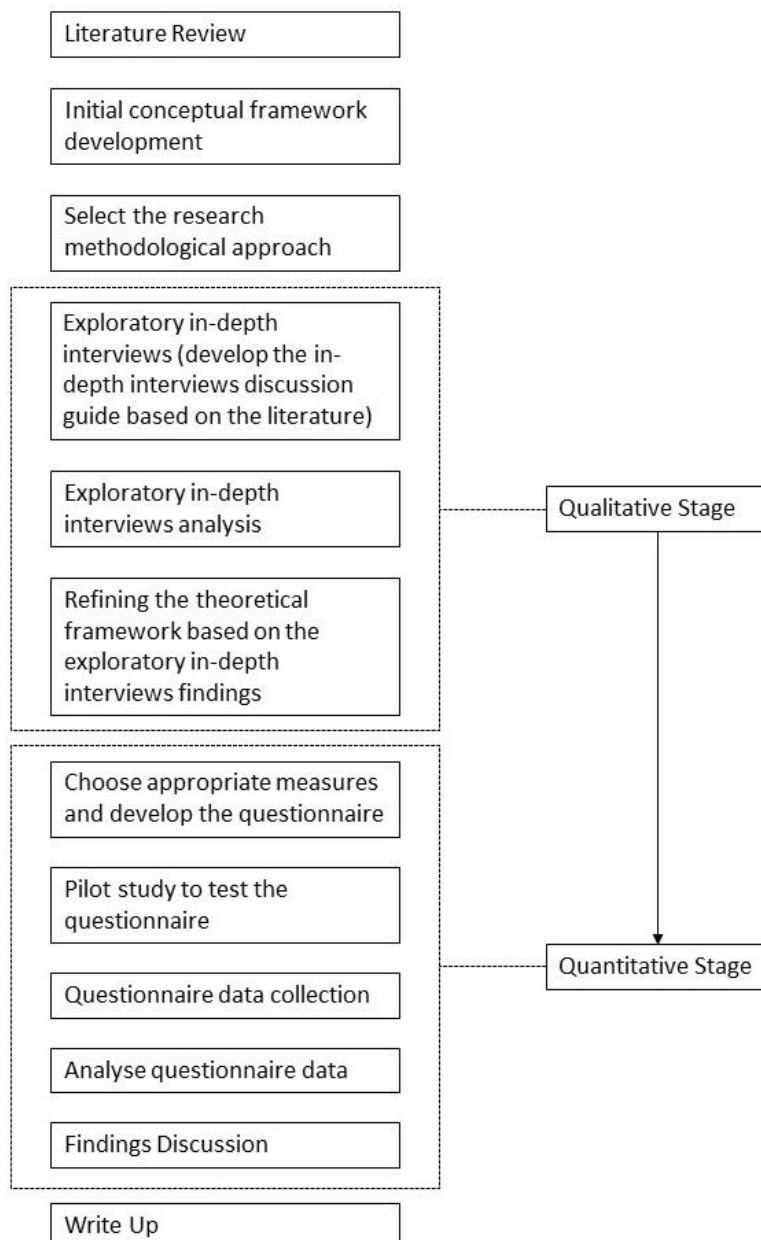 Literature Review
Initial conceptual framework
development
Select the research
methodological approach
Exploratory in-depth
interviews (develop the in-
depth interviews discussion
guide based on the literature)
Exploratory in-depth
interviews analysis
Qualitative Stage
Refining the theoretical
framework based on the
exploratory in-depth
interviews findings
Choose appropriate measures
and develop the questionnaire
Pilot study to test the
questionnaire
Quantitative Stage
Questionnaire data collection
Analyse questionnaire data
Findings Discussion
Write Up